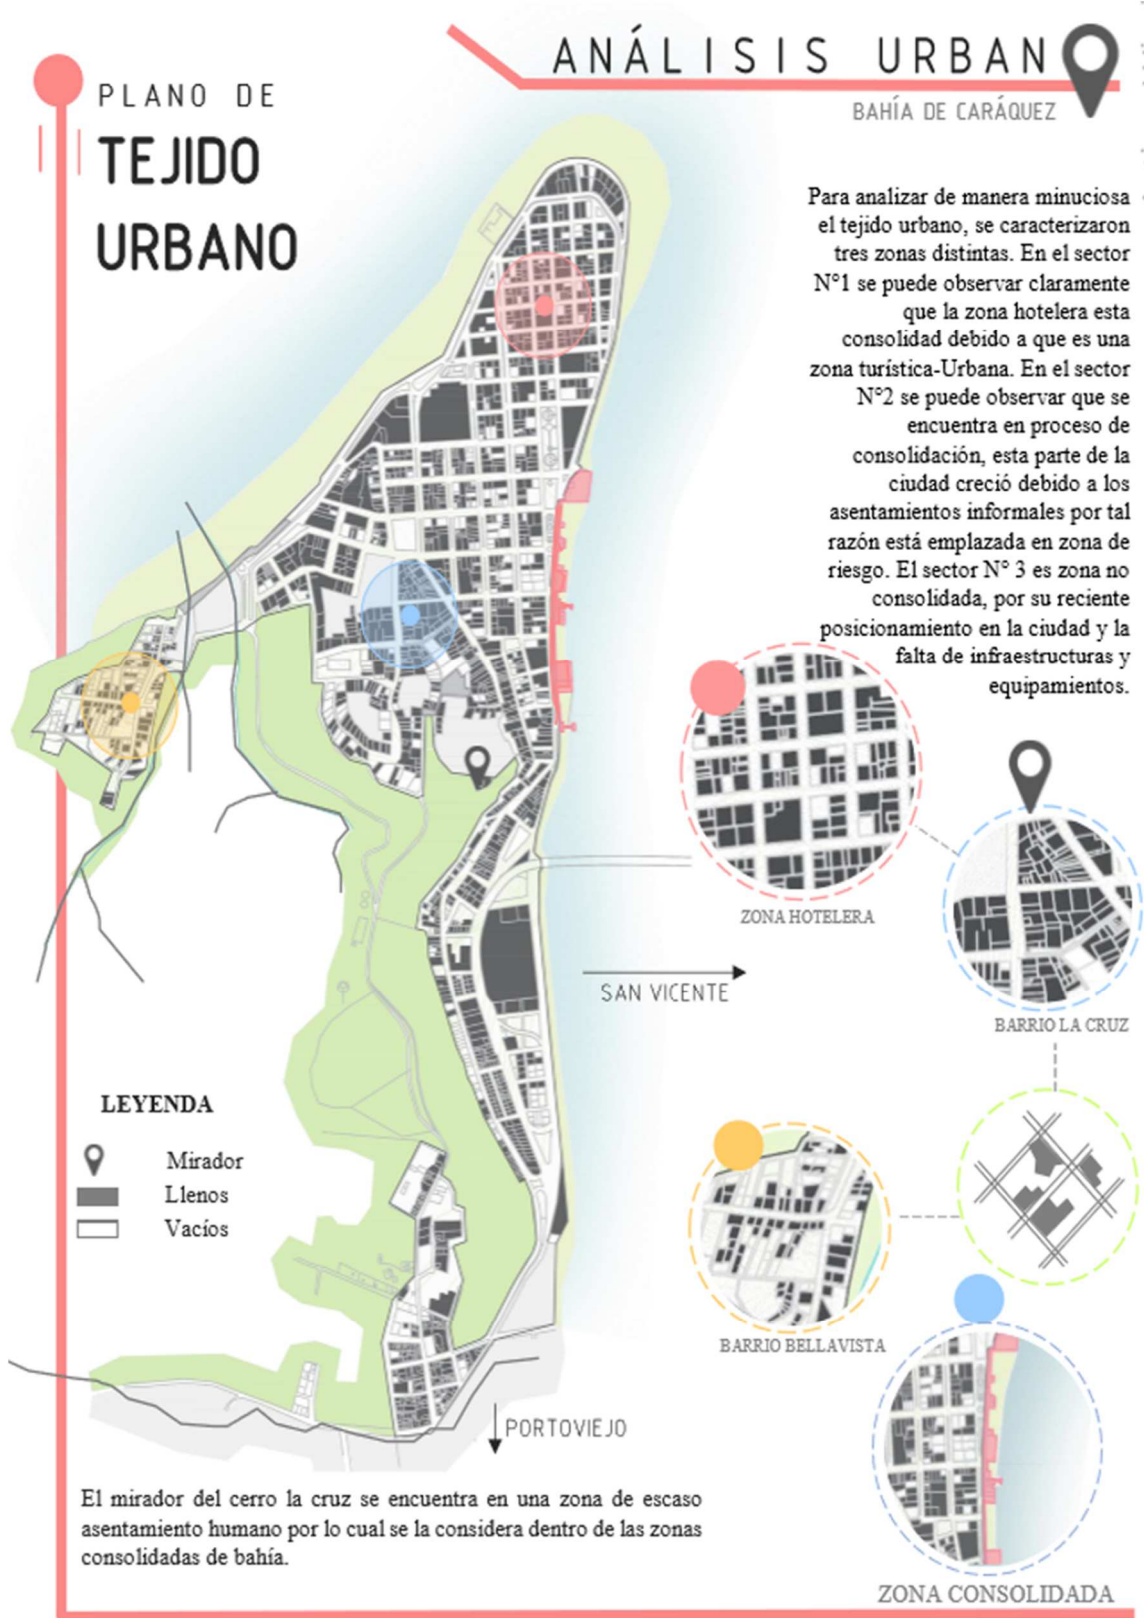 ANÁLISIS URBAN
BAHÍA DE CARÁQUEZ
PLANO DE
TEJIDO
URBANO
Para analizar de manera minuciosa
el tejido urbano, se caracterizaron
tres zonas distintas. En el sector
N°1 se puede observar claramente
que la zona hotelera esta
consolidad debido a que es una
zona turística-Urbana. En el sector
N°2 se puede observar que se
encuentra en proceso de
consolidación, esta parte de la
ciudad creció debido a los
asentamientos informales por tal
razón está emplazada en zona de
riesgo. El sector N° 3 es zona no
consolidada, por su reciente
posicionamiento en la ciudad y la
falta de infraestructuras y
equipamientos.
ZONA HOTELERA
SAN VICENTE
BARRIO LA CRUZ
LEYENDA
Mirador
Llenos
Vacíos
BARRIO BELLAVISTA
PORTOVIEJO
El mirador del cerro la cruz se encuentra en una zona de escaso
asentamiento humano por lo cual se la considera dentro de las zonas
consolidadas de bahía.
ZONA CONSOLIDADA